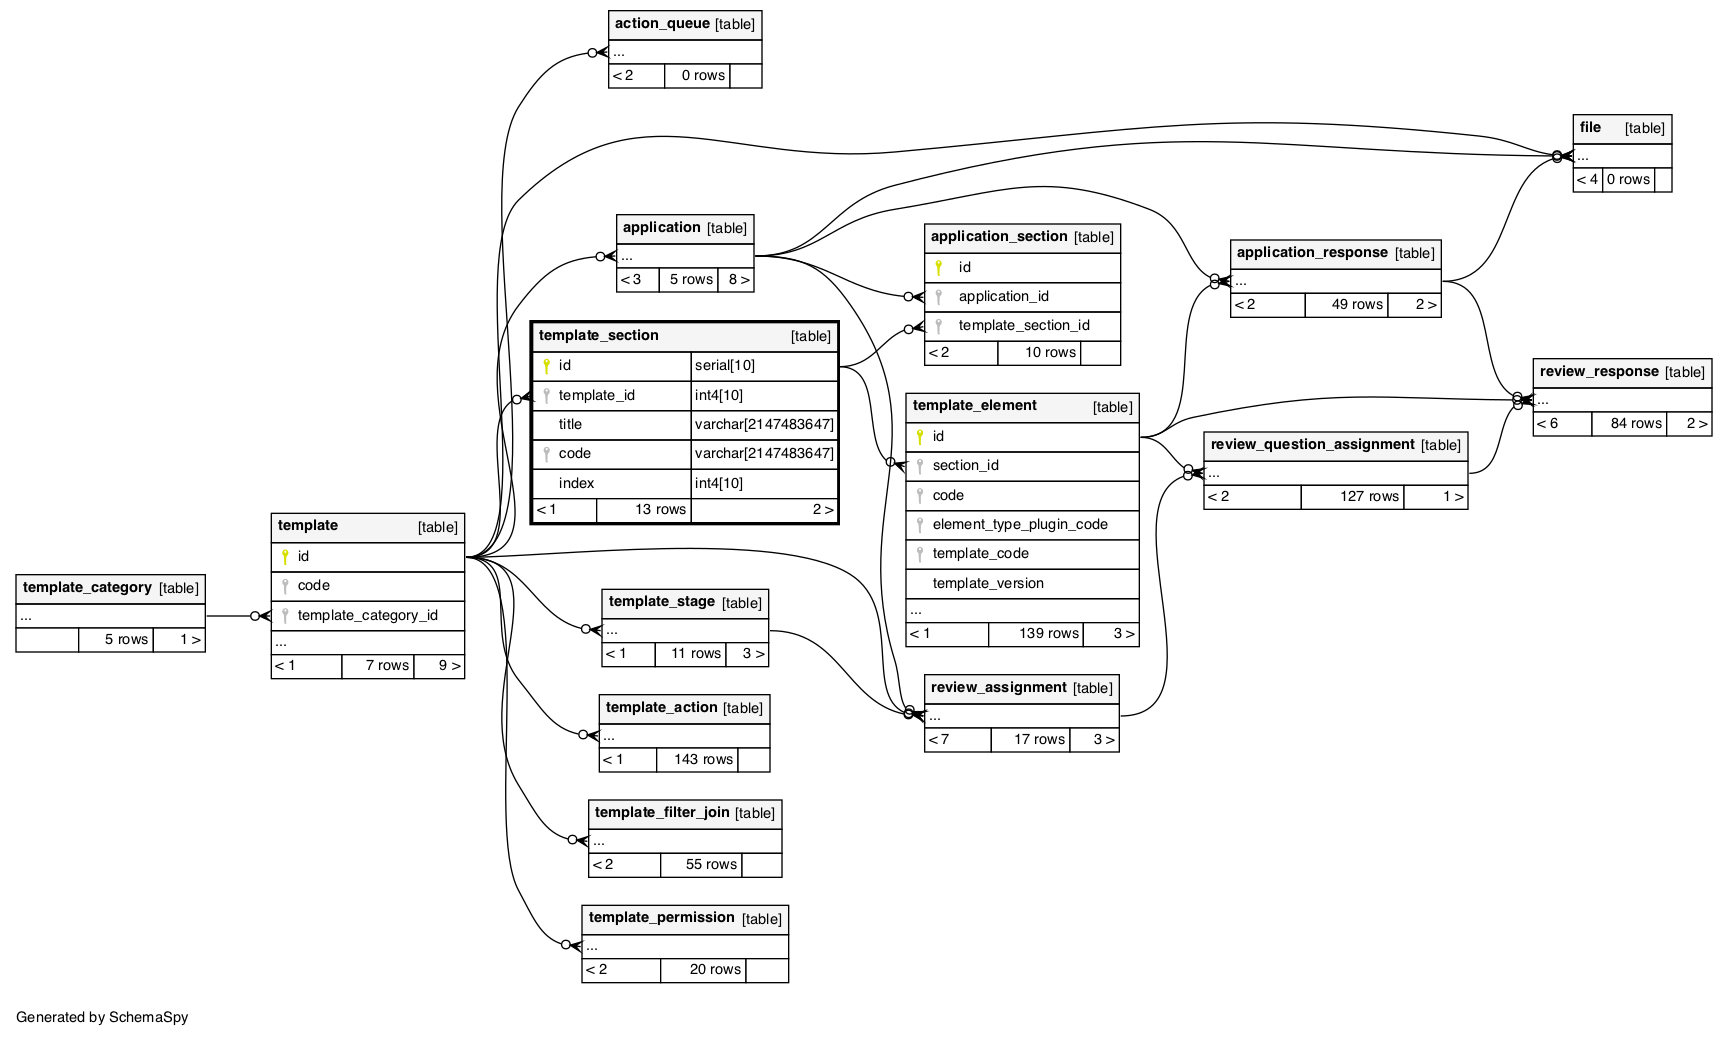 action_queue [table]
...
< 2 0 rows
file [table]
...
< 4 0 rows
application [table]
...
< 3 5 rows 8 >
application_section [table]
id
application_id
template_section_id
< 2 10 rows
application_response [table]
...
< 2 49 rows 2 >
template_section [table]
id serial[10]
template_id int4[10]
title varchar[2147483647]
code varchar[2147483647]
index int4[10]
< 1 13 rows 2 >
template_element [table]
id
section_id
code
element_type_plugin_code
template_code
template_version
...
< 1 139 rows 3 >
review_response [table]
...
< 6 84 rows 2 >
review_question_assignment [table]
...
< 2 127 rows 1 >
template [table]
id
code
template_category_id
...
< 1 7 rows 9 >
template_category [table]
...
5 rows 1 >
template_stage [table]
...
< 1 11 rows 3 >
review_assignment [table]
...
< 7 17 rows 3 >
template_action [table]
...
< 1 143 rows
template_filter_join [table]
...
< 2 55 rows
template_permission [table]
...
< 2 20 rows
Generated by SchemaSpy